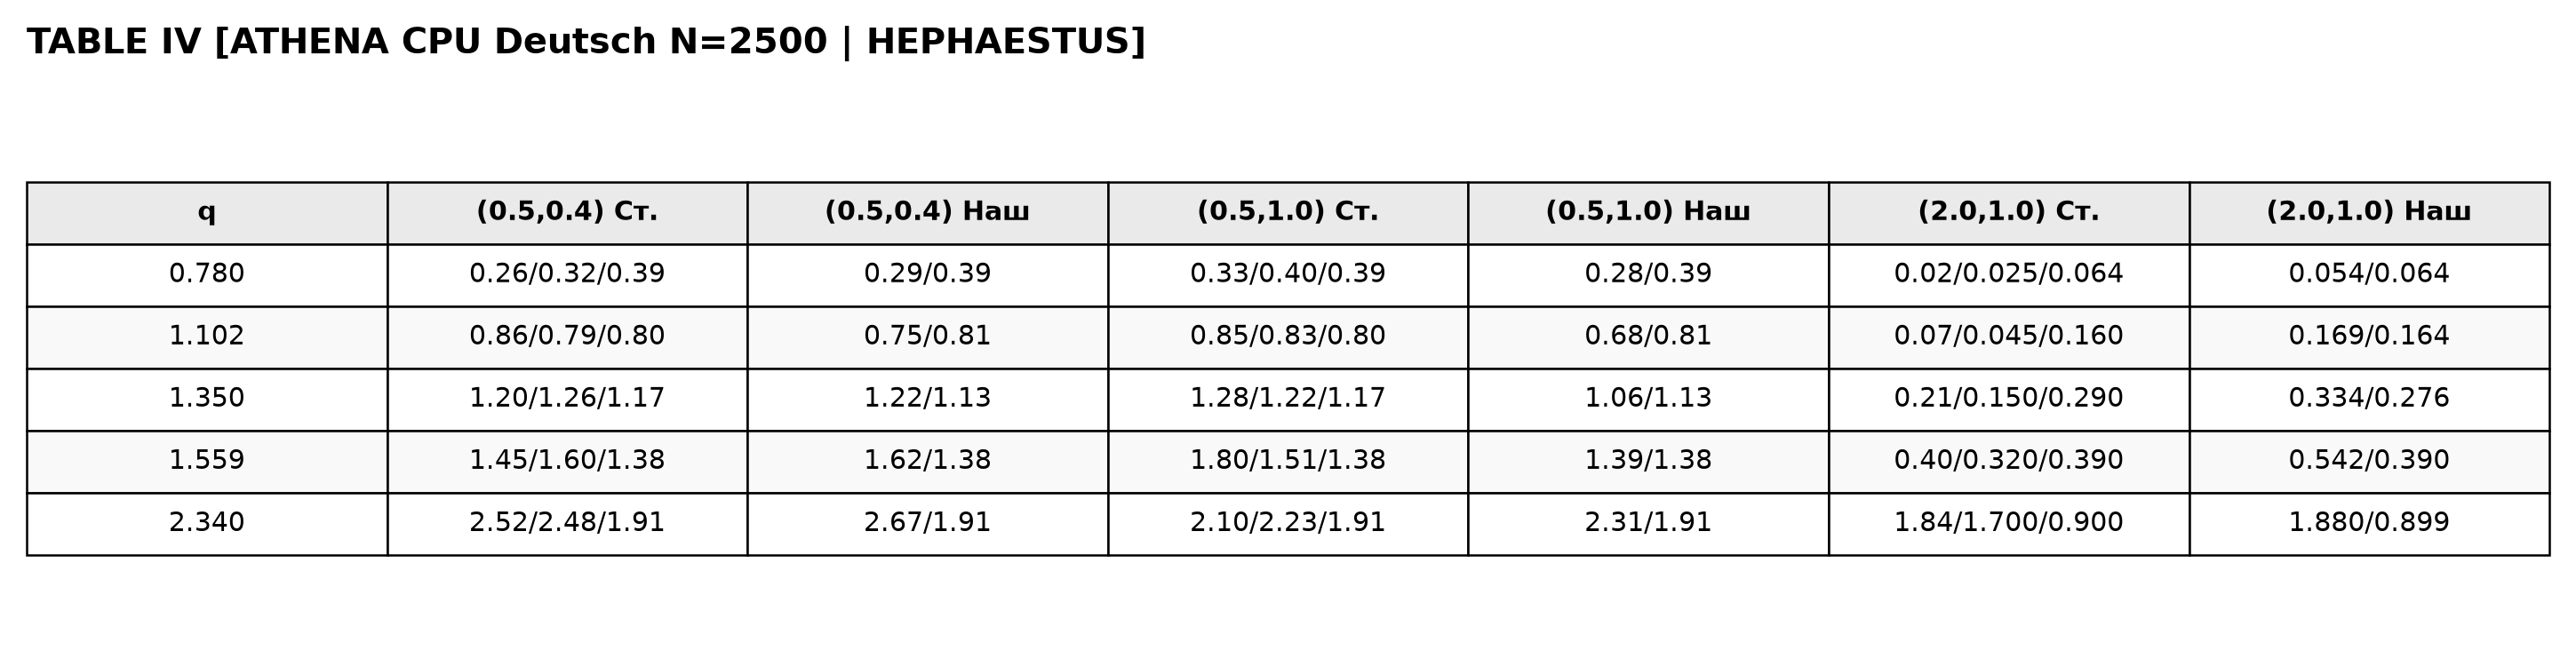 TABLE IV [ATHENA CPU Deutsch N=2500 | HEPHAESTUS]
q (0.5,0.4) Ст. (0.5,0.4) Наш (0.5,1.0) Ст. (0.5,1.0) Наш (2.0,1.0) Ст. (2.0,1.0) Наш
0.780 0.26/0.32/0.39 0.29/0.39 0.33/0.40/0.39 0.28/0.39 0.02/0.025/0.064 0.054/0.064
1.102 0.86/0.79/0.80 0.75/0.81 0.85/0.83/0.80 0.68/0.81 0.07/0.045/0.160 0.169/0.164
1.350 1.20/1.26/1.17 1.22/1.13 1.28/1.22/1.17 1.06/1.13 0.21/0.150/0.290 0.334/0.276
1.559 1.45/1.60/1.38 1.62/1.38 1.80/1.51/1.38 1.39/1.38 0.40/0.320/0.390 0.542/0.390
2.340 2.52/2.48/1.91 2.67/1.91 2.10/2.23/1.91 2.31/1.91 1.84/1.700/0.900 1.880/0.899